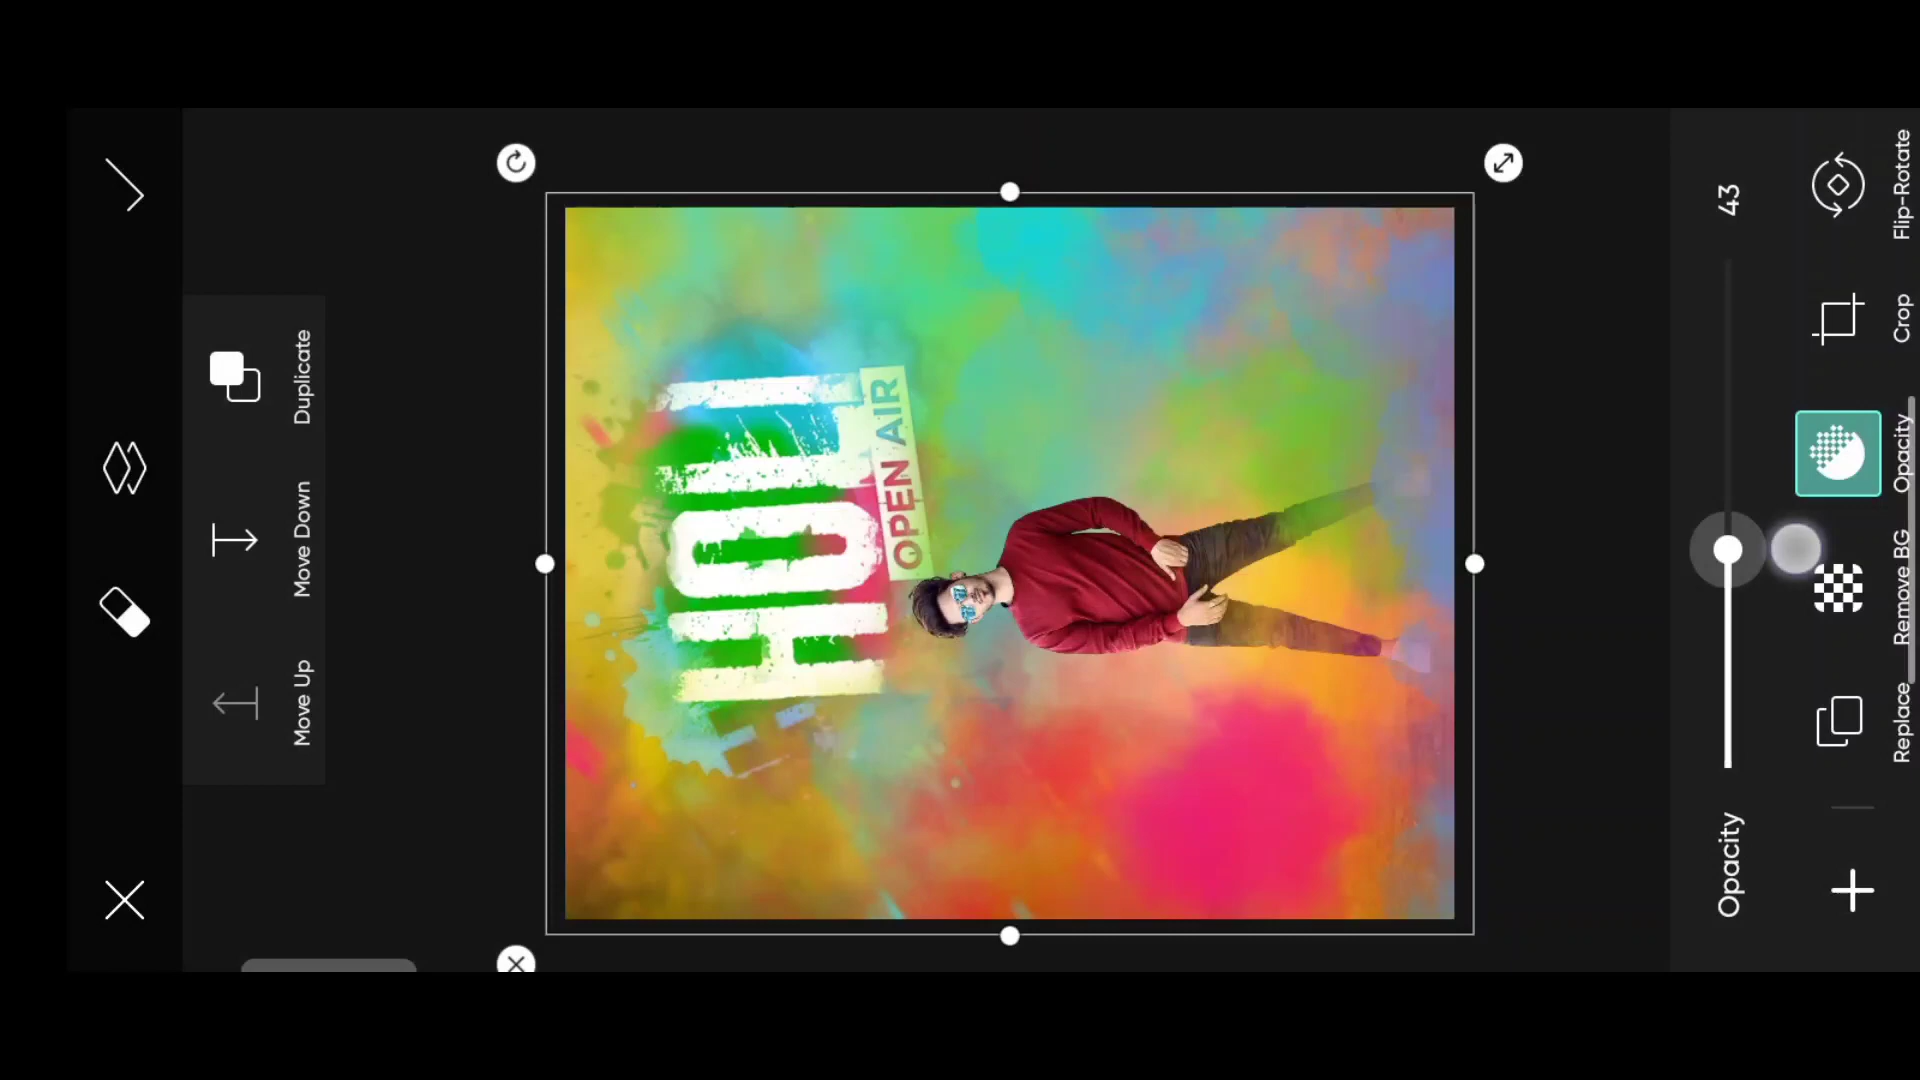 Duplicate
Move Down
Move Up
HOLI
OPEN AIR
43
Opacity
Flip-Rotate
Crop
Opacity
Remove BG
Replace